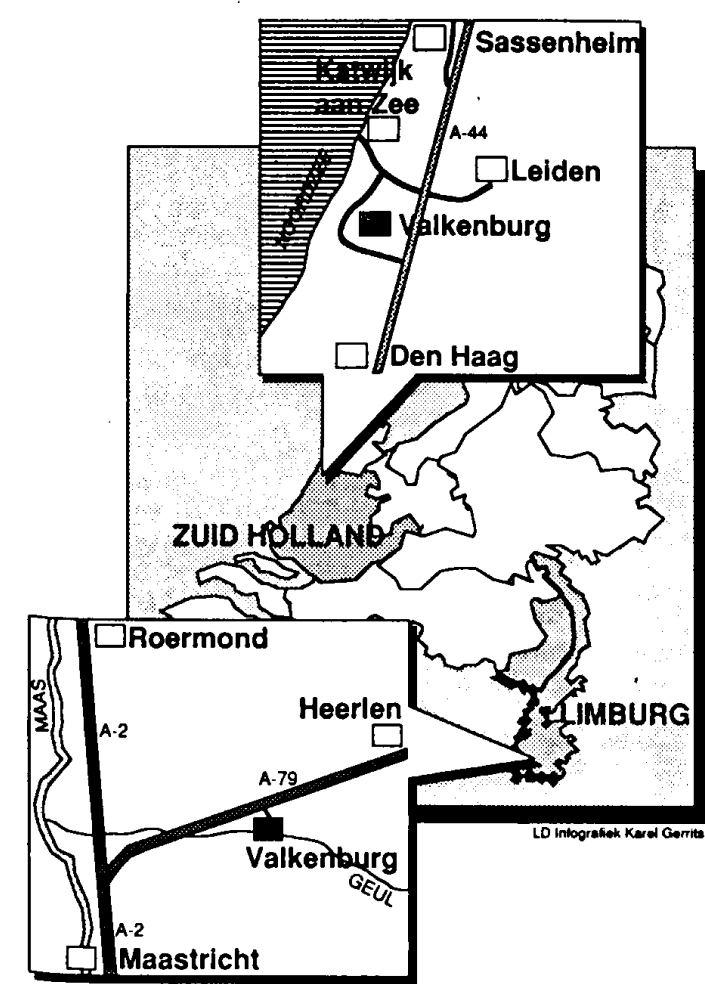 Sassenheim
Katwijk
aan Zee
A-44
Leiden
NOORDZEE
Valkenburg
Den Haag
ZUID HOLLAND
Roermond
MAAS
Heerlen
A-2
LIMBURG
A-79
LD Infografiek Karel Gerrits
Valkenburg
GEUL
A-2
Maastricht